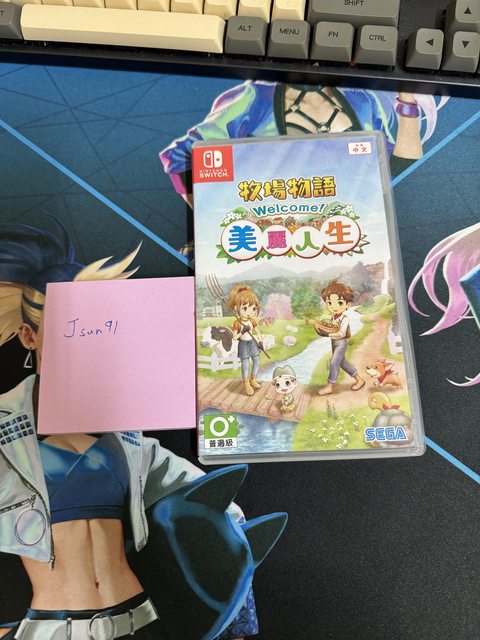 SHIFT
ALT
MENU
FN
CTRL
NINTENDO
SWITCH
中文
牧場物語
Welcome!
美麗人生
Jsun91
普遍級
SEGA